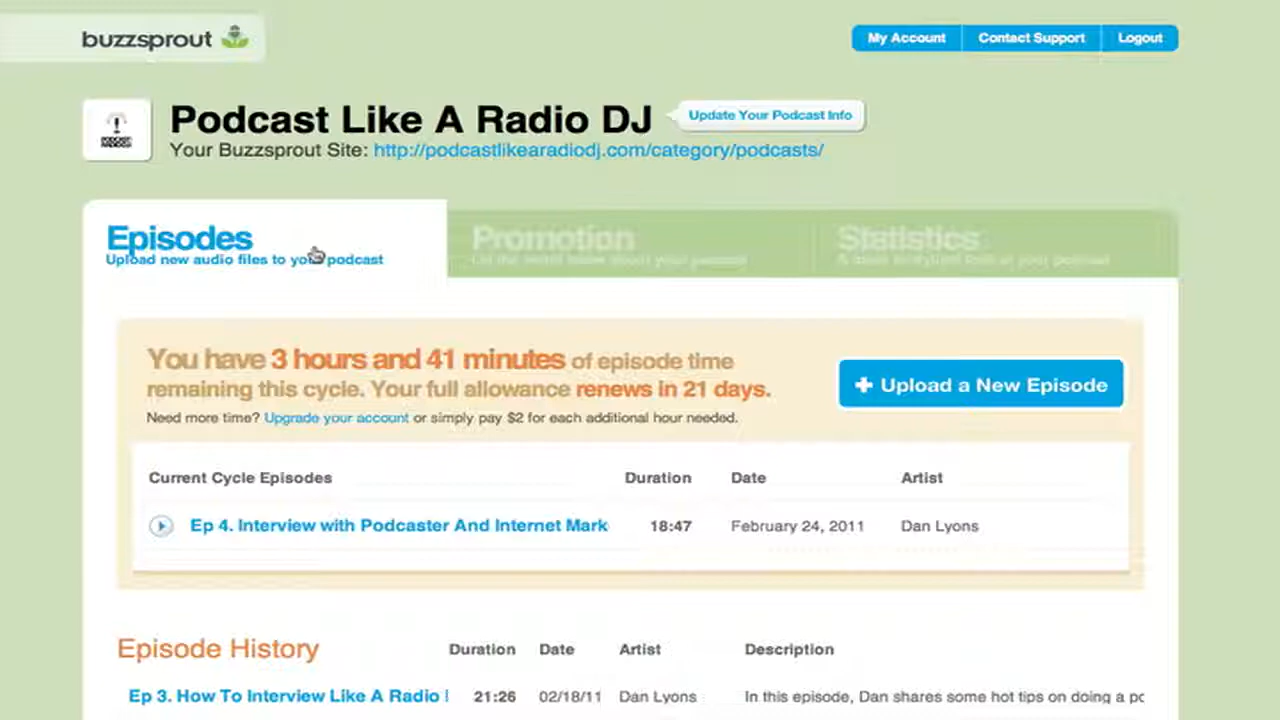 buzzsprout
My Account Contact Support Logout
Podcast Like A Radio DJ
Update Your Podcast Info
Your Buzzsprout Site: http://podcastlikearadiodj.com/category/podcasts/
Episodes
Upload new audio files to your podcast
Promotion
Statistics
You have 3 hours and 41 minutes of episode time
remaining this cycle. Your full allowance renews in 21 days.
Need more time? Upgrade your account or simply pay $2 for each additional hour needed.
+ Upload a New Episode
Current Cycle Episodes Duration Date Artist
Ep 4. Interview with Podcaster And Internet Mark 18:47 February 24, 2011 Dan Lyons
Episode History Duration Date Artist Description
Ep 3. How To Interview Like A Radio 21:26 02/18/11 Dan Lyons In this episode, Dan shares some hot tips on doing a po